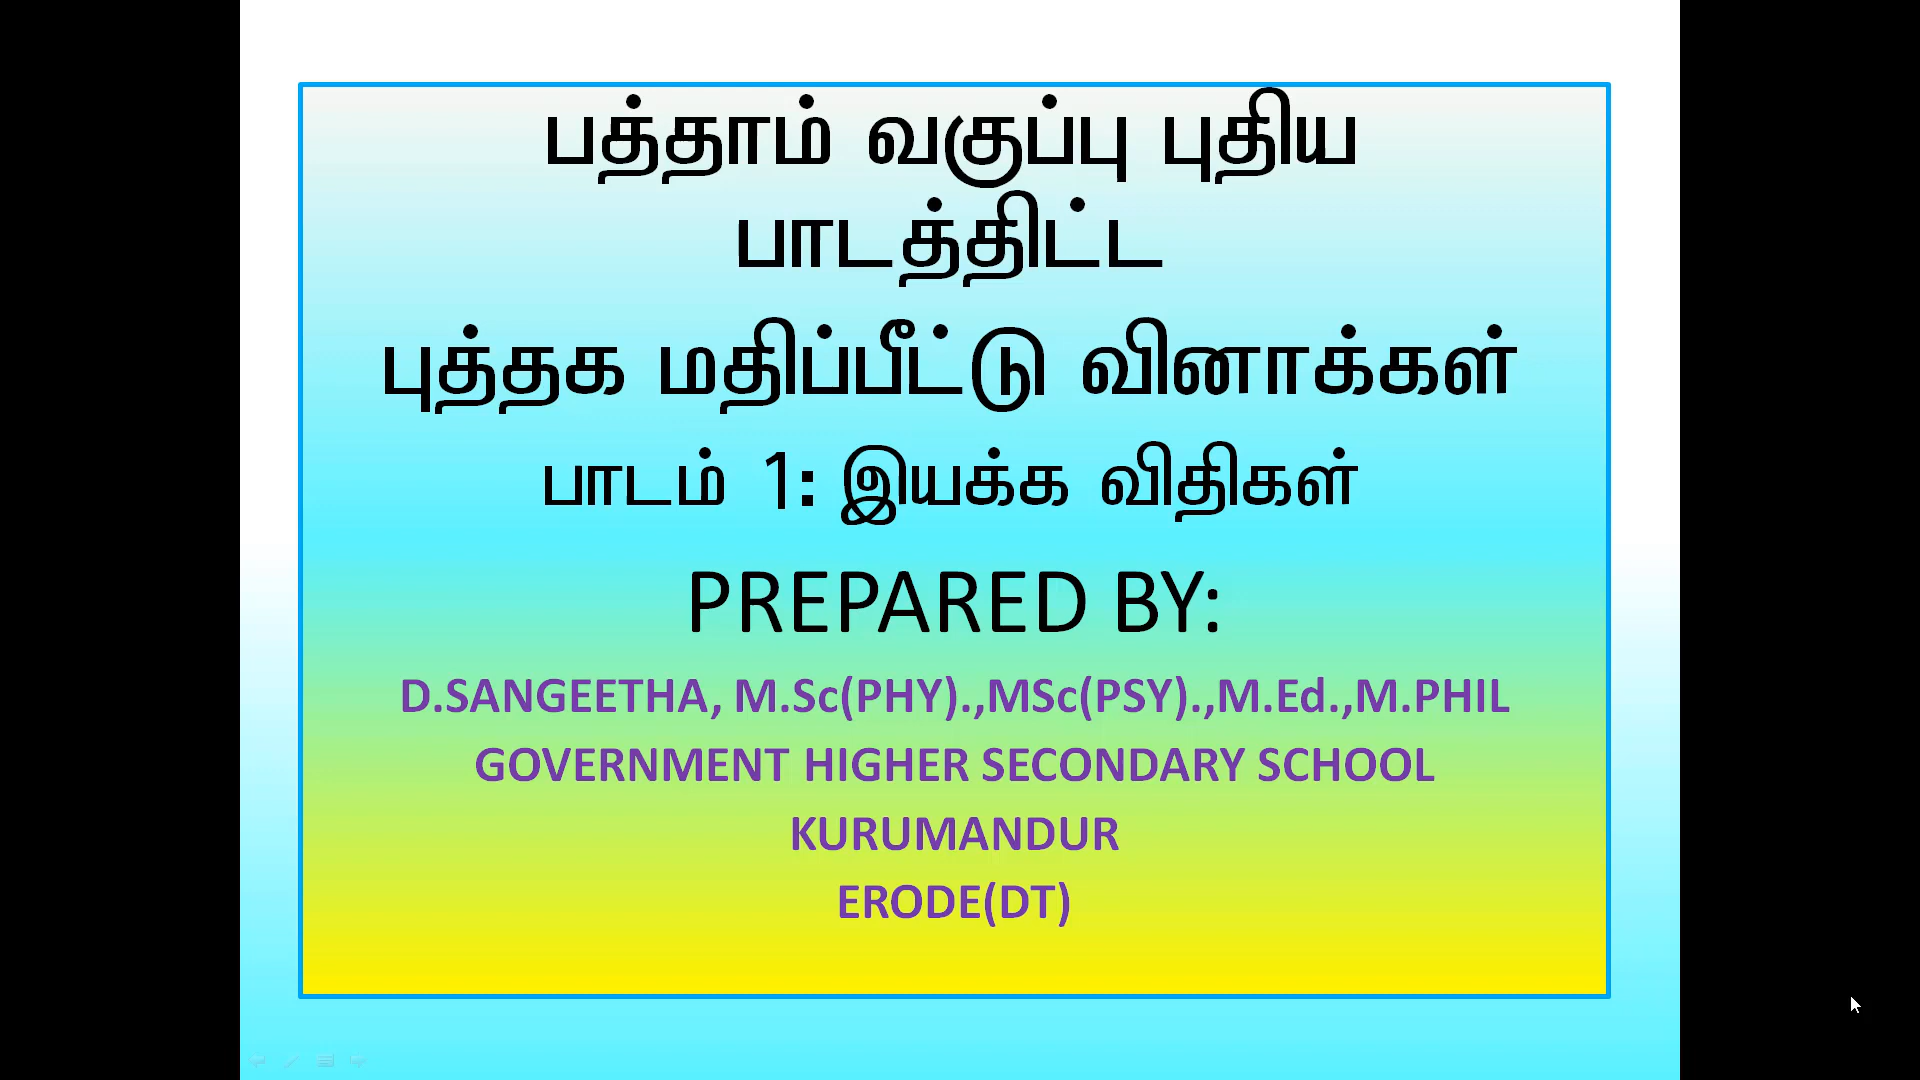 பத்தாம் வகுப்பு புதிய
பாடத்திட்ட
புத்தக மதிப்பீட்டு வினாக்கள்
பாடம் 1: இயக்க விதிகள்
PREPARED BY:
D.SANGEETHA, M.Sc(PHY).,MSc(PSY).,M.Ed.,M.PHIL
GOVERNMENT HIGHER SECONDARY SCHOOL
KURUMANDUR
ERODE(DT)